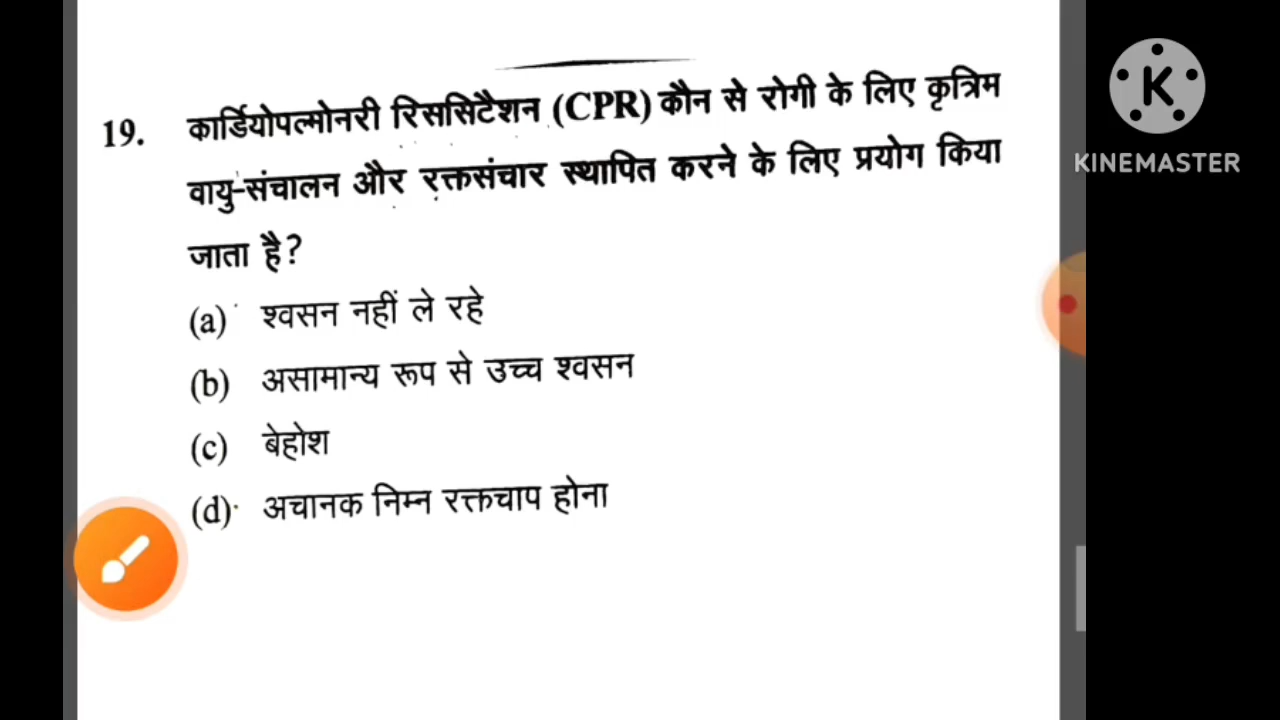 19. कार्डियोपल्मोनरी रिससिटैशन (CPR) कौन से रोगी के लिए कृत्रिम
वायु-संचालन और रक्तसंचार स्थापित करने के लिए प्रयोग किया
जाता है?
(a) श्वसन नहीं ले रहे
(b) असामान्य रूप से उच्च श्वसन
(c) बेहोश
(d) अचानक निम्न रक्तचाप होना
K
KINEMASTER